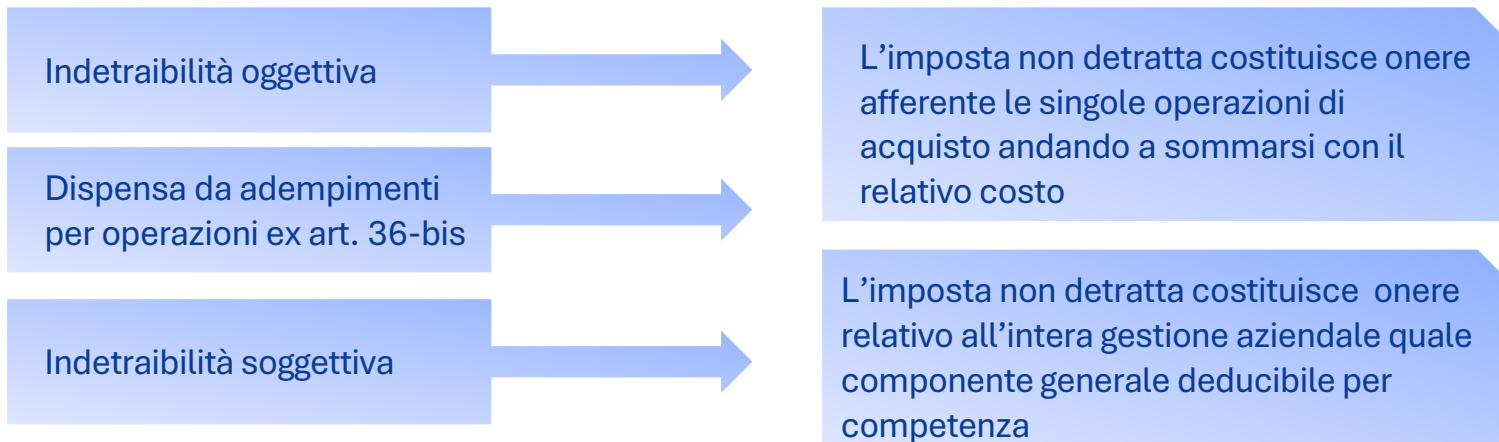 Indetraibilità oggettiva
Dispensa da adempimenti
per operazioni ex art. 36-bis
Indetraibilità soggettiva
L’imposta non detratta costituisce onere
afferente le singole operazioni di
acquisto andando a sommarsi con il
relativo costo
L’imposta non detratta costituisce  onere
relativo all’intera gestione aziendale quale
componente generale deducibile per
competenza